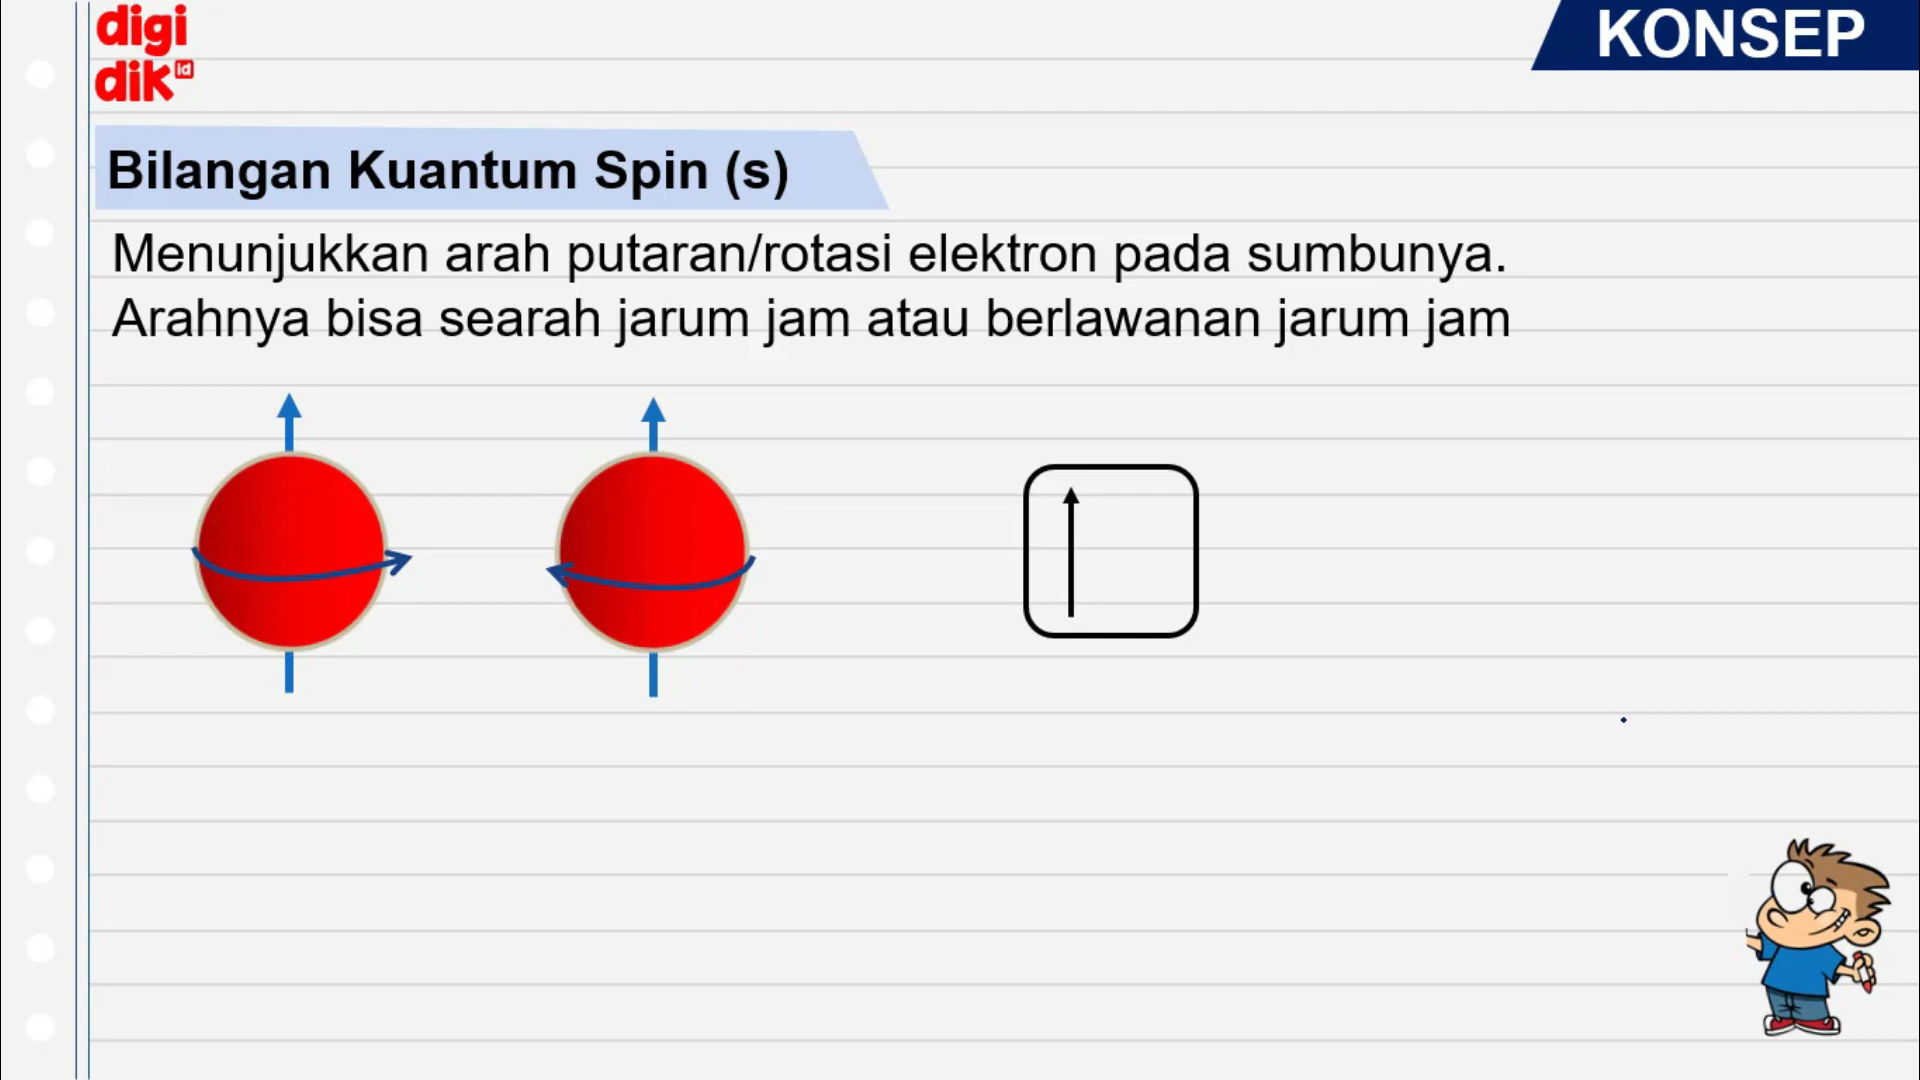 digi
dik id
KONSEP
Bilangan Kuantum Spin (s)
Menunjukkan arah putaran/rotasi elektron pada sumbunya.
Arahnya bisa searah jarum jam atau berlawanan jarum jam